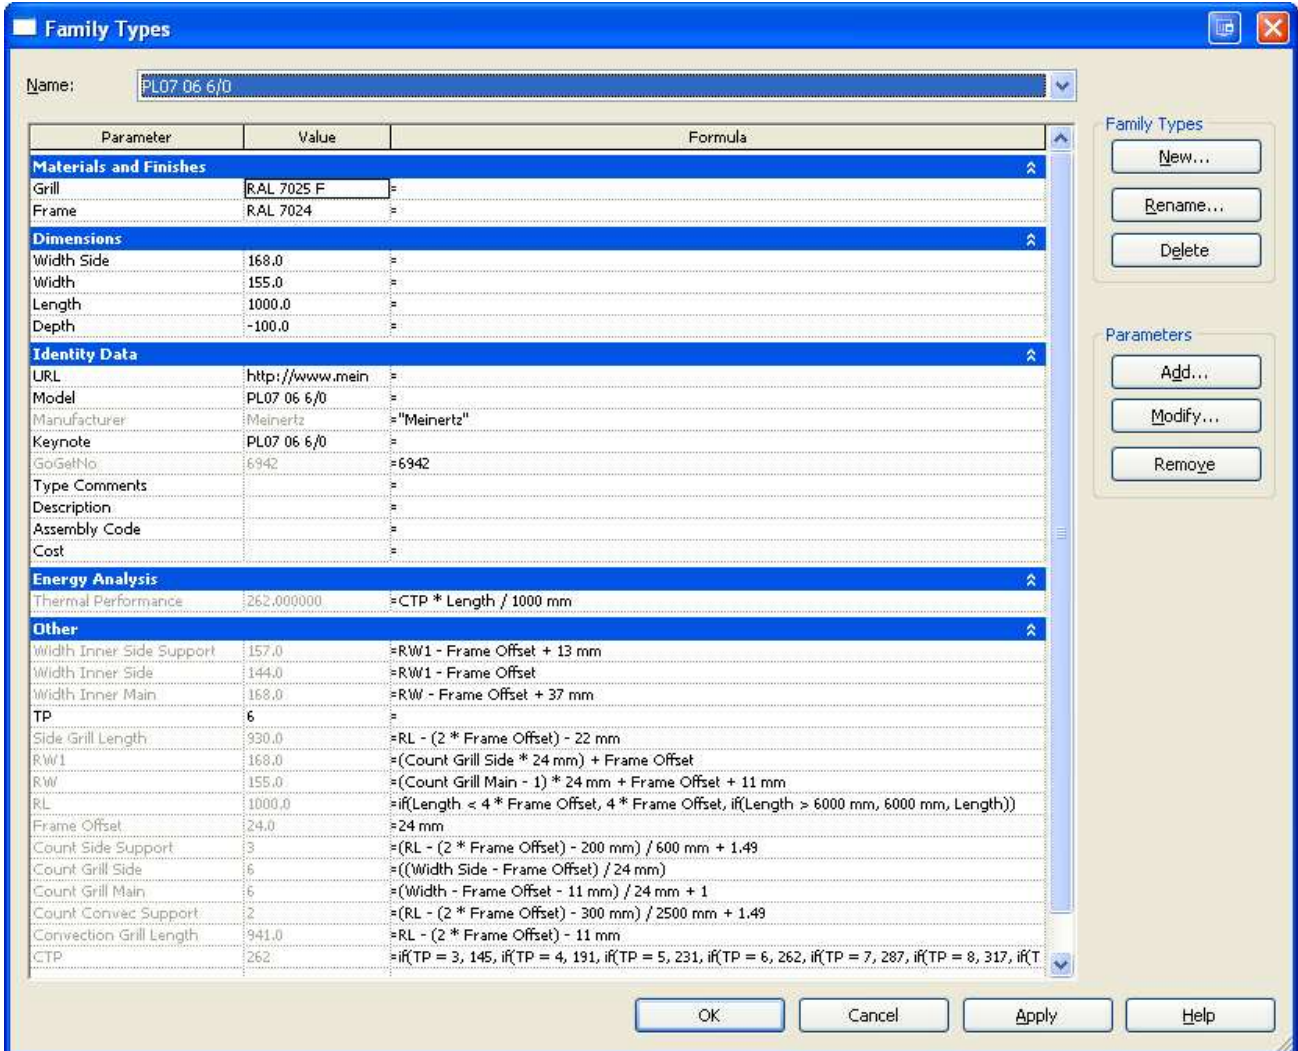 Family Types
Name: PL07 06 6/0
Parameter Value Formula
Materials and Finishes
Grill RAL 7025 F =
Frame RAL 7024 =
Dimensions
Width Side 168.0 =
Width 155.0 =
Length 1000.0 =
Depth -100.0 =
Identity Data
URL http://www.mein =
Model PL07 06 6/0 =
Manufacturer Meinertz ="Meinertz"
Keynote PL07 06 6/0 =
GoGetNo 6942 =6942
Type Comments =
Description =
Assembly Code =
Cost =
Energy Analysis
Thermal Performance 262.000000 =CTP * Length / 1000 mm
Other
Width Inner Side Support 157.0 =RW1 - Frame Offset + 13 mm
Width Inner Side 144.0 =RW1 - Frame Offset
Width Inner Main 168.0 =RW - Frame Offset + 37 mm
TP 6 =
Side Grill Length 930.0 =RL - (2 * Frame Offset) - 22 mm
RW1 168.0 =(Count Grill Side * 24 mm) + Frame Offset
RW 155.0 =(Count Grill Main - 1) * 24 mm + Frame Offset + 11 mm
RL 1000.0 =if(Length < 4 * Frame Offset, 4 * Frame Offset, if(Length > 6000 mm, 6000 mm, Length))
Frame Offset 24.0 =24 mm
Count Side Support 3 =(RL - (2 * Frame Offset) - 200 mm) / 600 mm + 1.49
Count Grill Side 6 =((Width Side - Frame Offset) / 24 mm)
Count Grill Main 6 =(Width - Frame Offset - 11 mm) / 24 mm + 1
Count Convec Support 2 =(RL - (2 * Frame Offset) - 300 mm) / 2500 mm + 1.49
Convection Grill Length 941.0 =RL - (2 * Frame Offset) - 11 mm
CTP 262 =if(TP = 3, 145, if(TP = 4, 191, if(TP = 5, 231, if(TP = 6, 262, if(TP = 7, 287, if(TP = 8, 317, if(T
Family Types
New...
Rename...
Delete
Parameters
Add...
Modify...
Remove
OK Cancel Apply Help